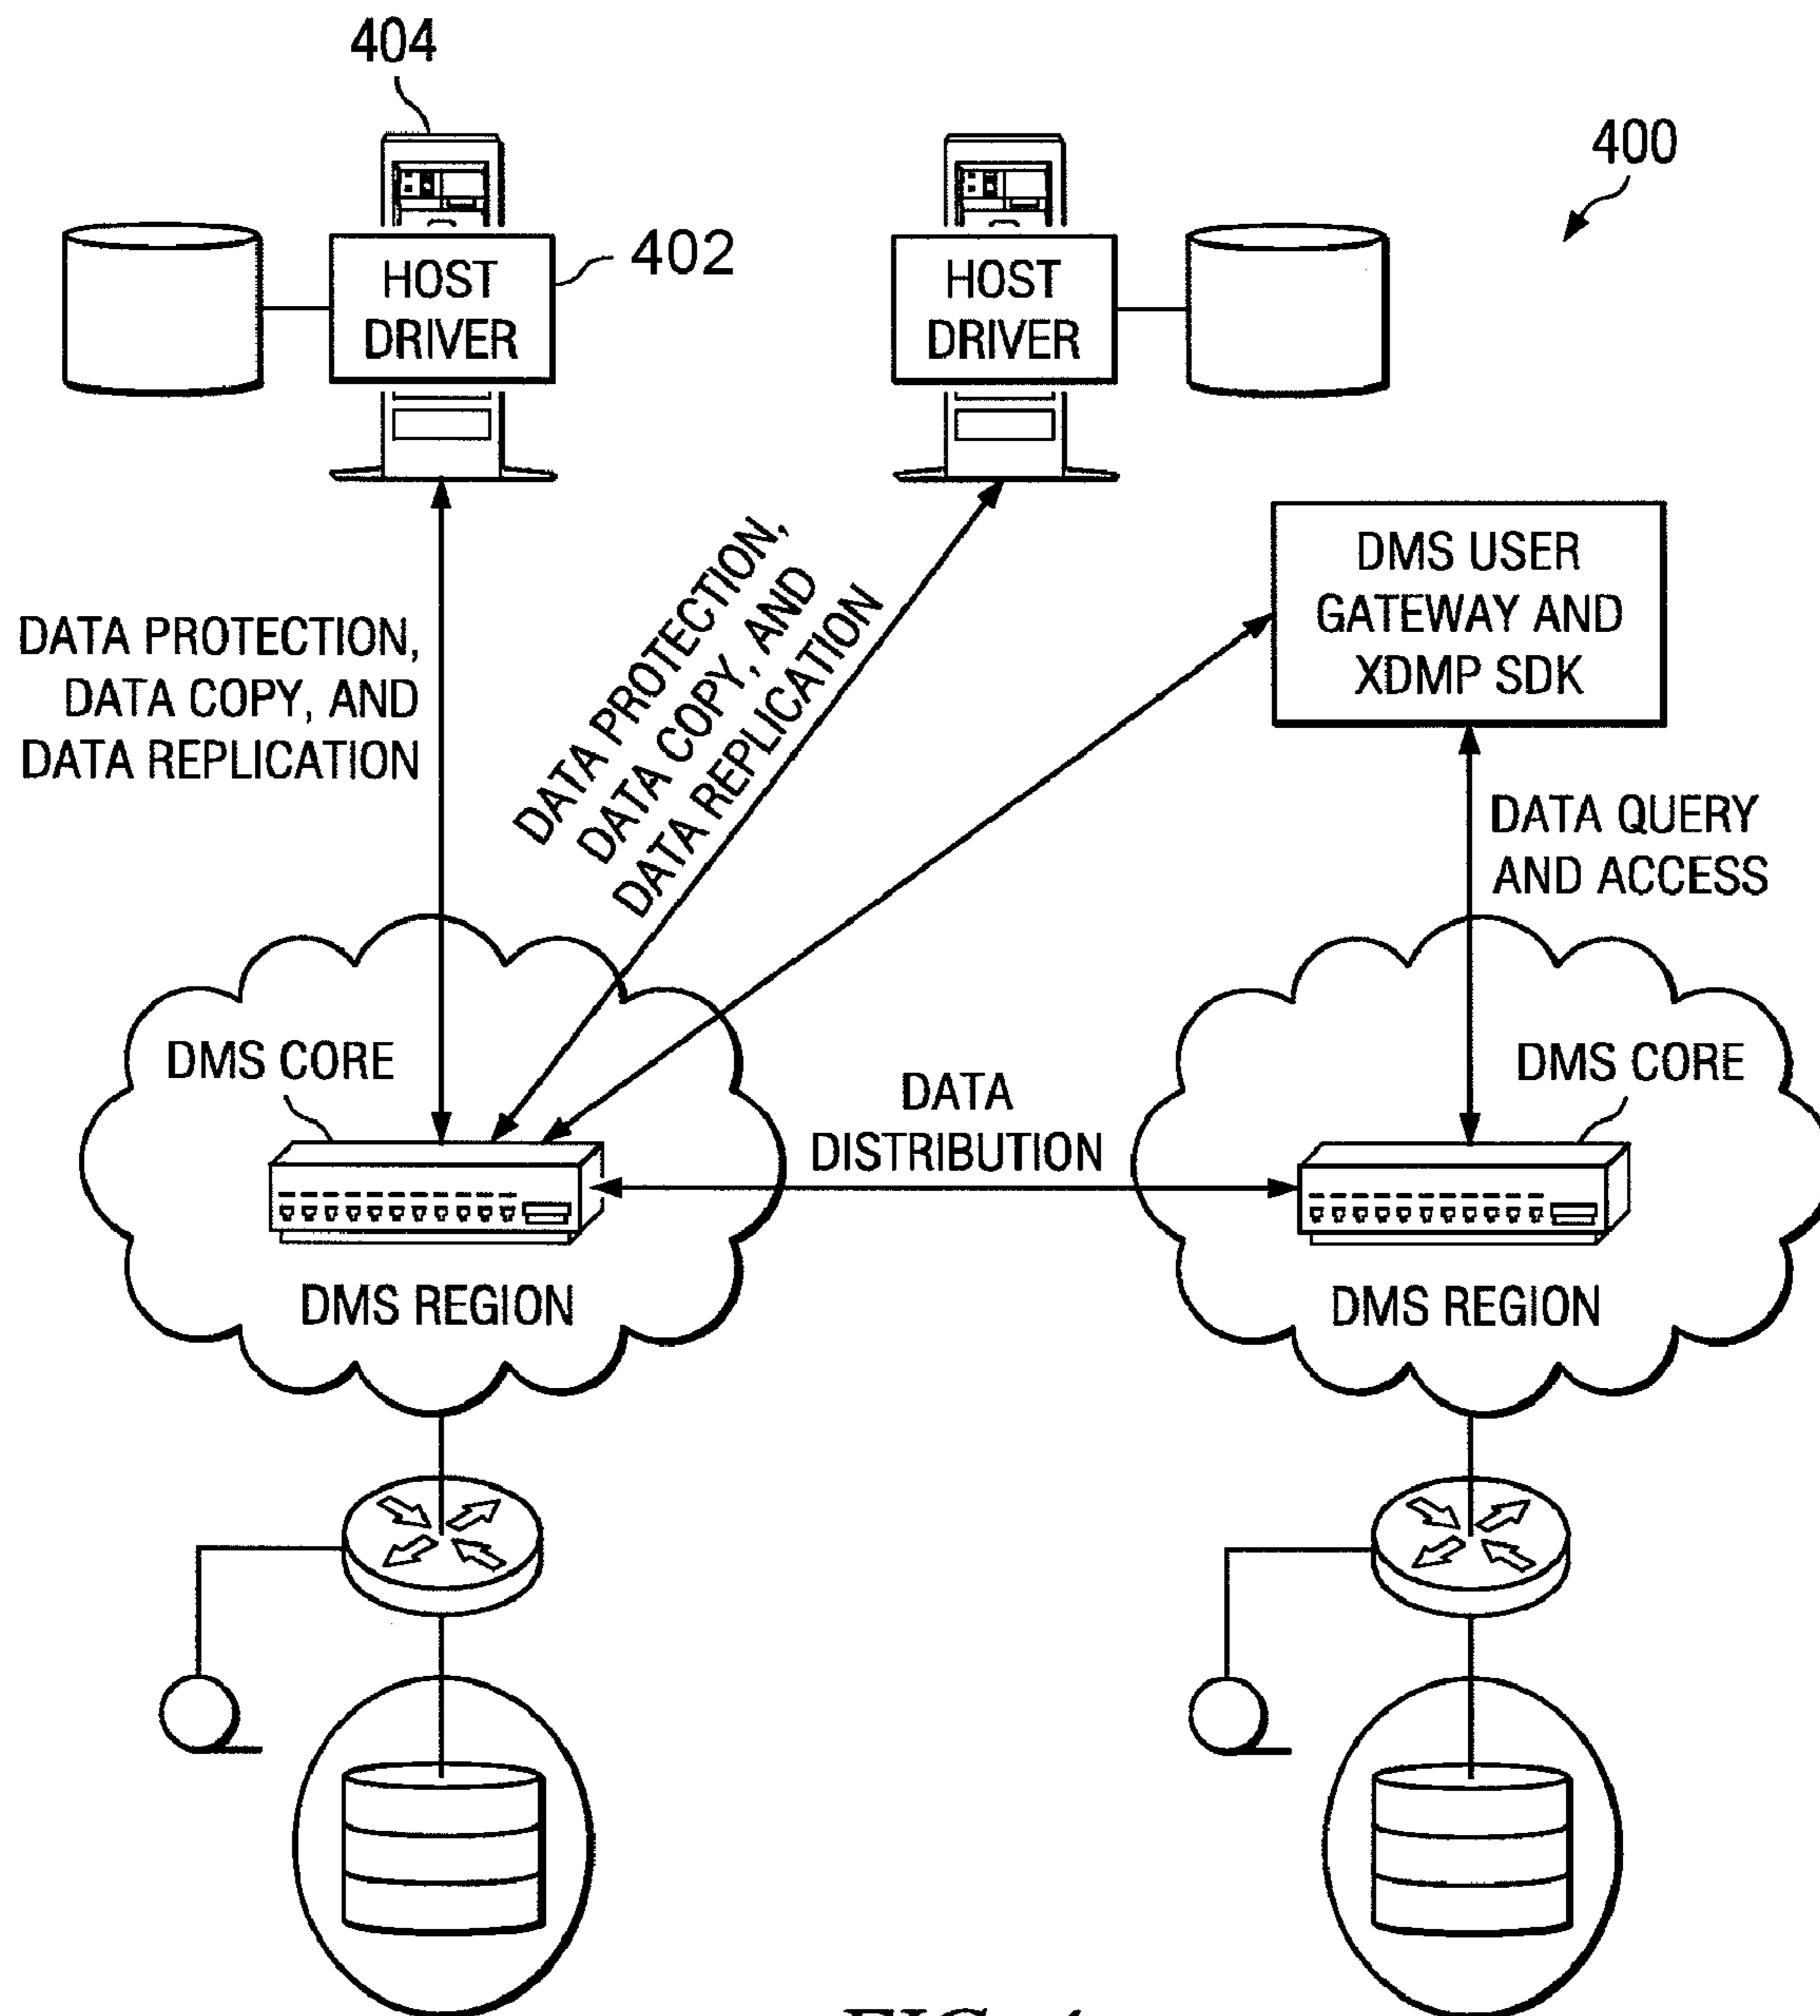 404
400
HOST
DRIVER
402
HOST
DRIVER
DATA PROTECTION,
DATA COPY, AND
DATA REPLICATION
DATA PROTECTION,
DATA COPY, AND
DATA REPLICATION
DMS USER
GATEWAY AND
XDMP SDK
DATA QUERY
AND ACCESS
DMS CORE
DATA
DISTRIBUTION
DMS CORE
DMS REGION
DMS REGION